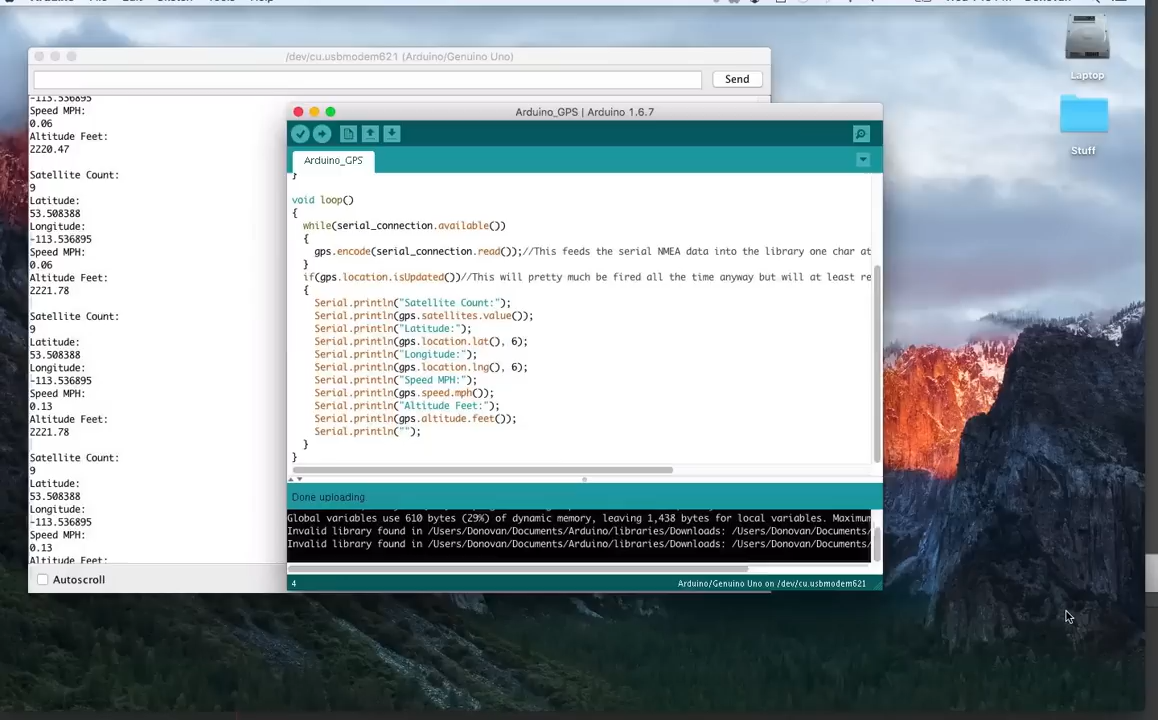 /dev/cu.usbmodem621 (Arduino/Genuino Uno)
Send
-113.536895
Speed MPH:
0.06
Altitude Feet:
2220.47
Satellite Count:
9
Latitude:
53.508388
Longitude:
-113.536895
Speed MPH:
0.06
Altitude Feet:
2221.78
Satellite Count:
9
Latitude:
53.508388
Longitude:
-113.536895
Speed MPH:
0.13
Altitude Feet:
2221.78
Satellite Count:
9
Latitude:
53.508388
Longitude:
-113.536895
Speed MPH:
0.13
Altitude Feet:
Autoscroll
Arduino_GPS | Arduino 1.6.7
Arduino_GPS
}
void loop()
{
while(serial_connection.available())
{
gps.encode(serial_connection.read());//This feeds the serial NMEA data into the library one char at
}
if(gps.location.isUpdated())//This will pretty much be fired all the time anyway but will at least re
{
Serial.println("Satellite Count:");
Serial.println(gps.satellites.value());
Serial.println("Latitude:");
Serial.println(gps.location.lat(), 6);
Serial.println("Longitude:");
Serial.println(gps.location.lng(), 6);
Serial.println("Speed MPH:");
Serial.println(gps.speed.mph());
Serial.println("Altitude Feet:");
Serial.println(gps.altitude.feet());
Serial.println("");
}
}
Done uploading
Global variables use 610 bytes (29%) of dynamic memory, leaving 1,438 bytes for local variables. Maximum
Invalid library found in /Users/Donovan/Documents/Arduino/libraries/Downloads: /Users/Donovan/Documents/
Invalid library found in /Users/Donovan/Documents/Arduino/libraries/Downloads: /Users/Donovan/Documents/
4
Arduino/Genuino Uno on /dev/cu.usbmodem621
Laptop
Stuff